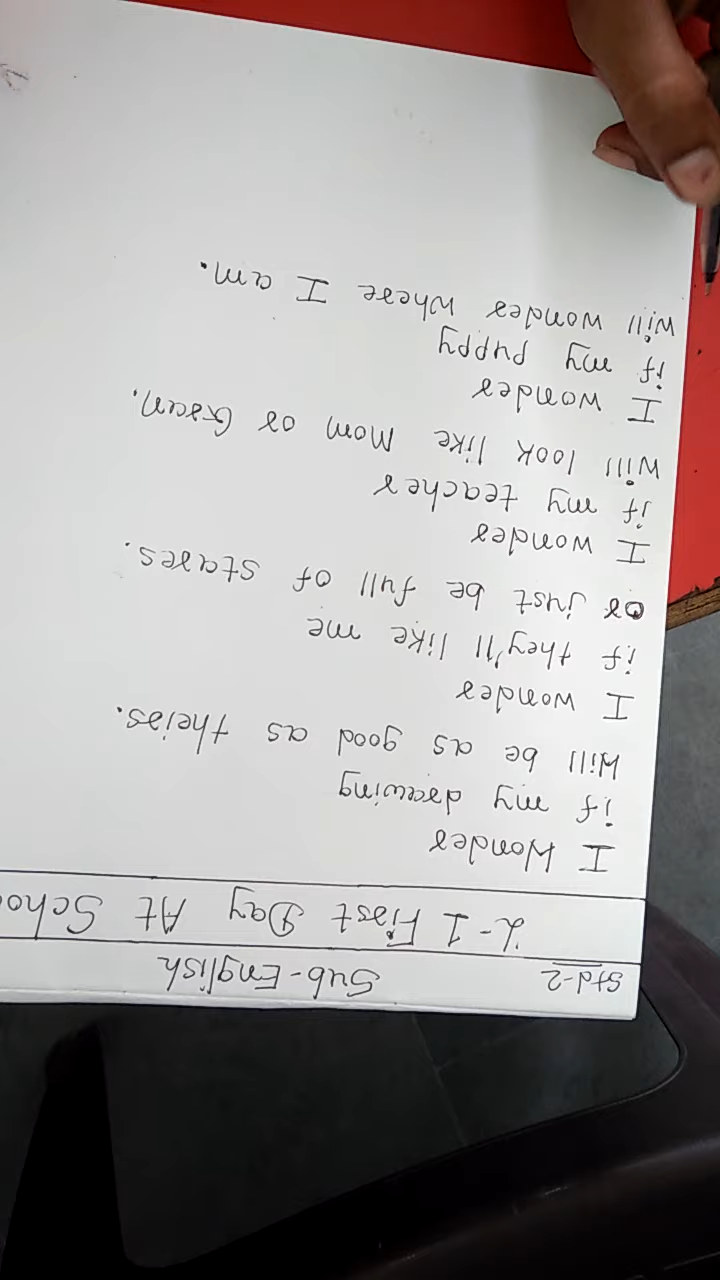 Std-2 Sub-English
L-1 First Day At Scho
I Wonder
if my drawing
Will be as good as theirs.
I wonder
if they'll like me
or just be full of stares.
I wonder
if my teacher
will look like Mom or Gran.
I wonder
if my puppy
will wonder where I am.